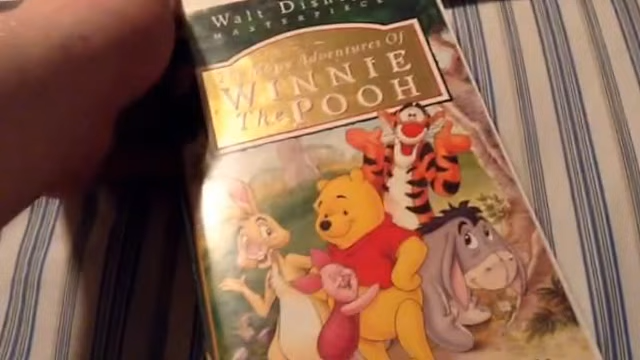 Walt Disney
MASTERPIECE
Adventures Of
WINNIE
The POOH